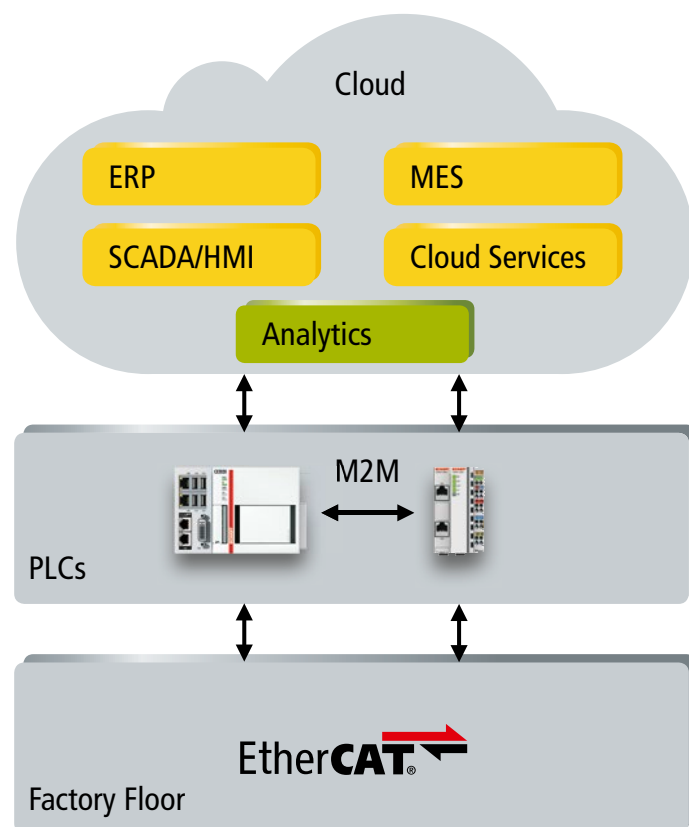 Cloud
ERP
MES
SCADA/HMI
Cloud Services
Analytics
M2M
PLCs
EtherCAT®
Factory Floor